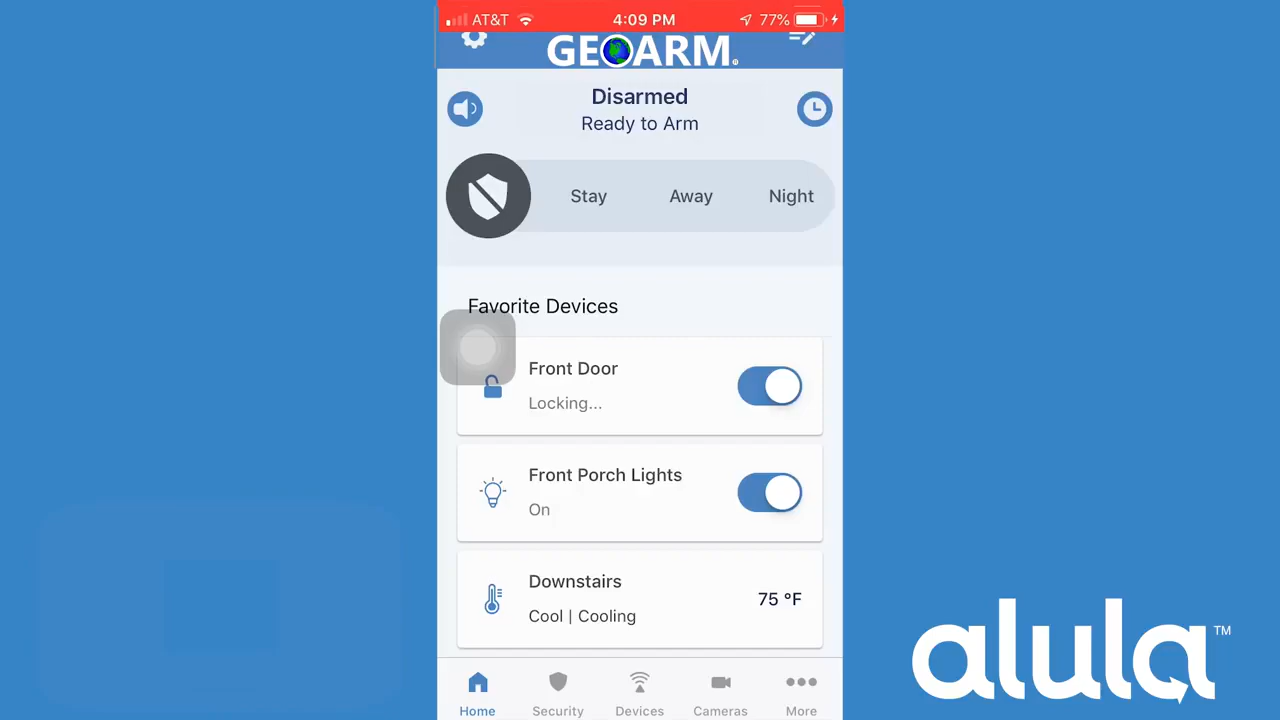 AT&T 4:09 PM 77%
GEOARM®
Disarmed
Ready to Arm
Stay Away Night
Favorite Devices
Front Door
Locking...
Front Porch Lights
On
Downstairs
75 °F
Cool | Cooling
Home Security Devices Cameras More
alula™